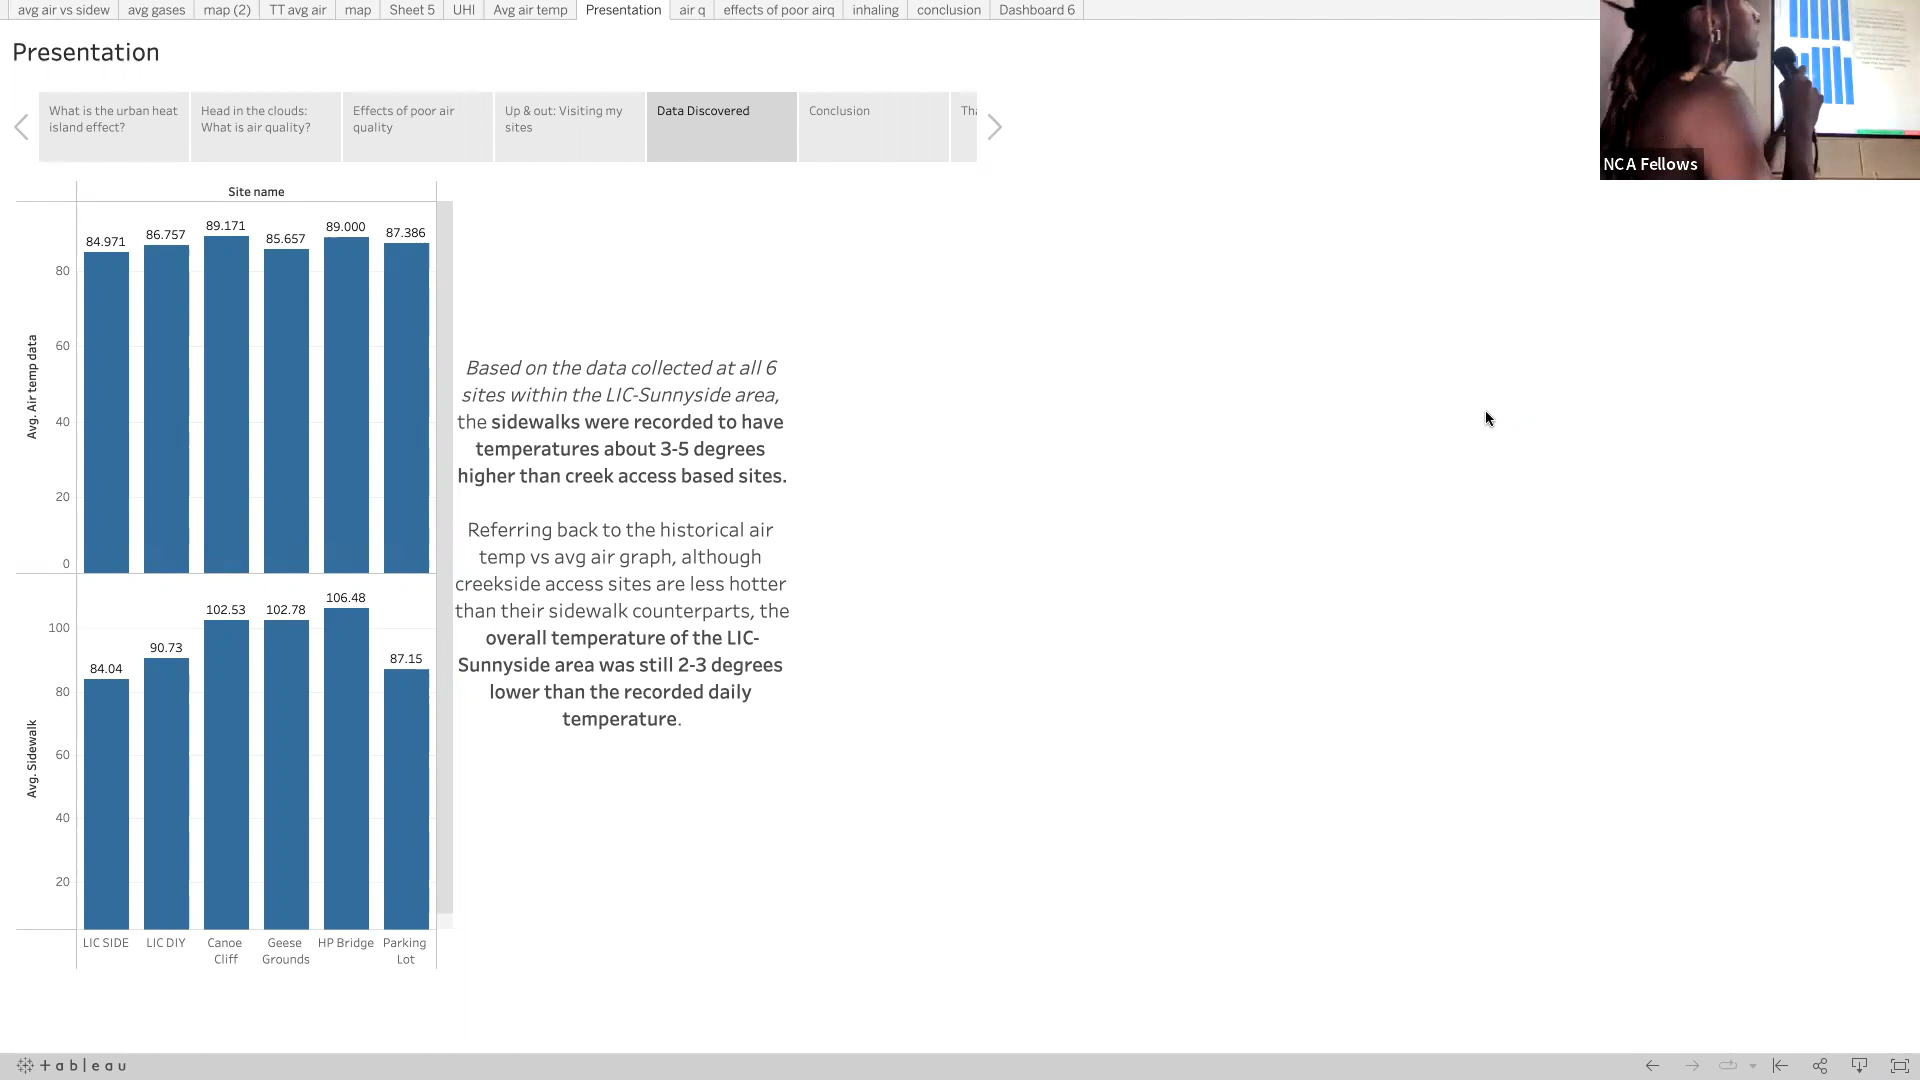 avg air vs sidew
avg gases
map (2)
TT avg air
map
Sheet 5
UHI
Avg air temp
Presentation
air q
effects of poor airq
inhaling
conclusion
Dashboard 6
Presentation
What is the urban heat
island effect?
Head in the clouds:
What is air quality?
Effects of poor air
quality
Up & out: Visiting my
sites
Data Discovered
Conclusion
Tha
NCA Fellows
Site name
84.971
86.757
89.171
85.657
89.000
87.386
80
60
40
20
0
Avg. Air temp data
84.04
90.73
102.53
102.78
106.48
87.15
100
80
60
40
20
Avg. Sidewalk
LIC SIDE
LIC DIY
Canoe
Cliff
Geese
Grounds
HP Bridge
Parking
Lot
Based on the data collected at all 6
sites within the LIC-Sunnyside area,
the sidewalks were recorded to have
temperatures about 3-5 degrees
higher than creek access based sites.
Referring back to the historical air
temp vs avg air graph, although
creekside access sites are less hotter
than their sidewalk counterparts, the
overall temperature of the LIC-
Sunnyside area was still 2-3 degrees
lower than the recorded daily
temperature.
+ableau